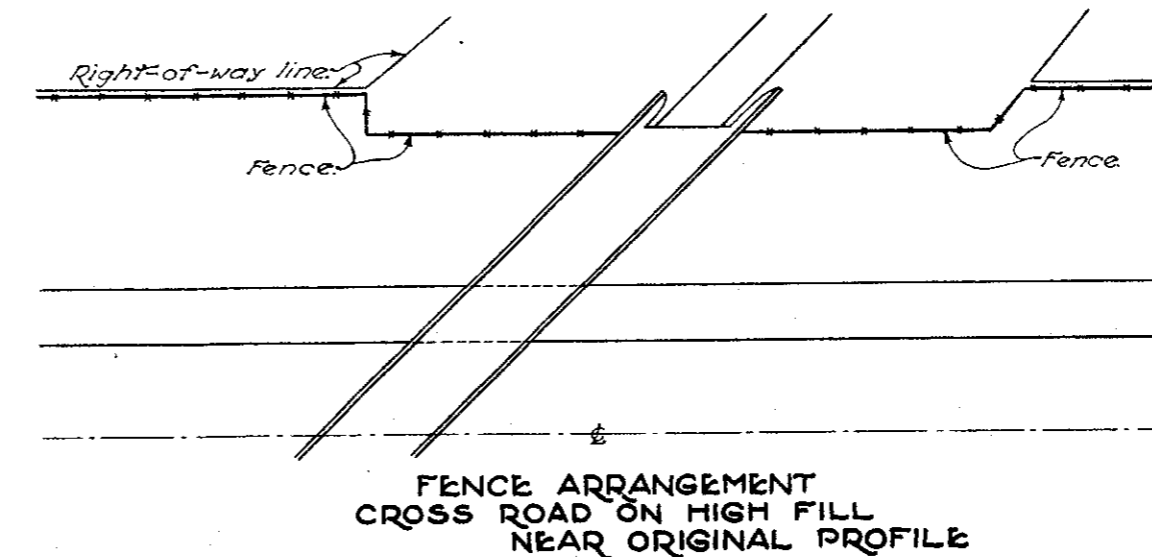 Right-of-way line.
Fence.
Fence.
℄
FENCE ARRANGEMENT
CROSS ROAD ON HIGH FILL
NEAR ORIGINAL PROFILE